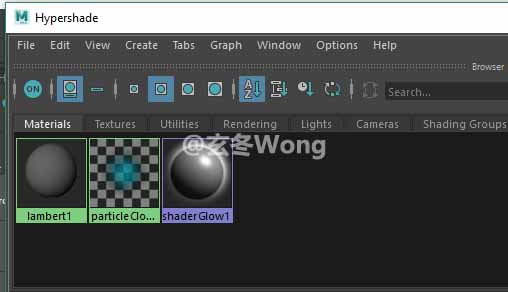 M Hypershade
File Edit View Create Tabs Graph Window Options Help
Browser
ON A Z Search...
Materials Textures Utilities Rendering Lights Cameras Shading Groups
@玄冬Wong
lambert1 particleClo... shaderGlow1